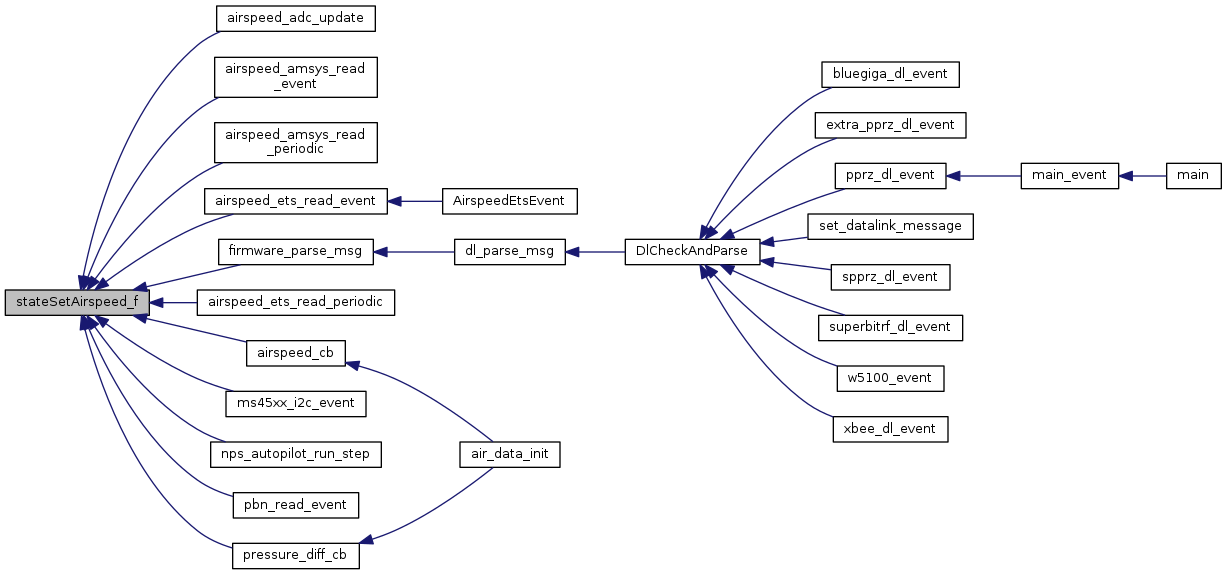 airspeed_adc_update
airspeed_amsys_read
_event
airspeed_amsys_read
_periodic
airspeed_ets_read_event
AirspeedEtsEvent
firmware_parse_msg
dl_parse_msg
DlCheckAndParse
stateSetAirspeed_f
airspeed_ets_read_periodic
airspeed_cb
ms45xx_i2c_event
nps_autopilot_run_step
air_data_init
pbn_read_event
pressure_diff_cb
bluegiga_dl_event
extra_pprz_dl_event
pprz_dl_event
main_event
main
set_datalink_message
spprz_dl_event
superbitrf_dl_event
w5100_event
xbee_dl_event